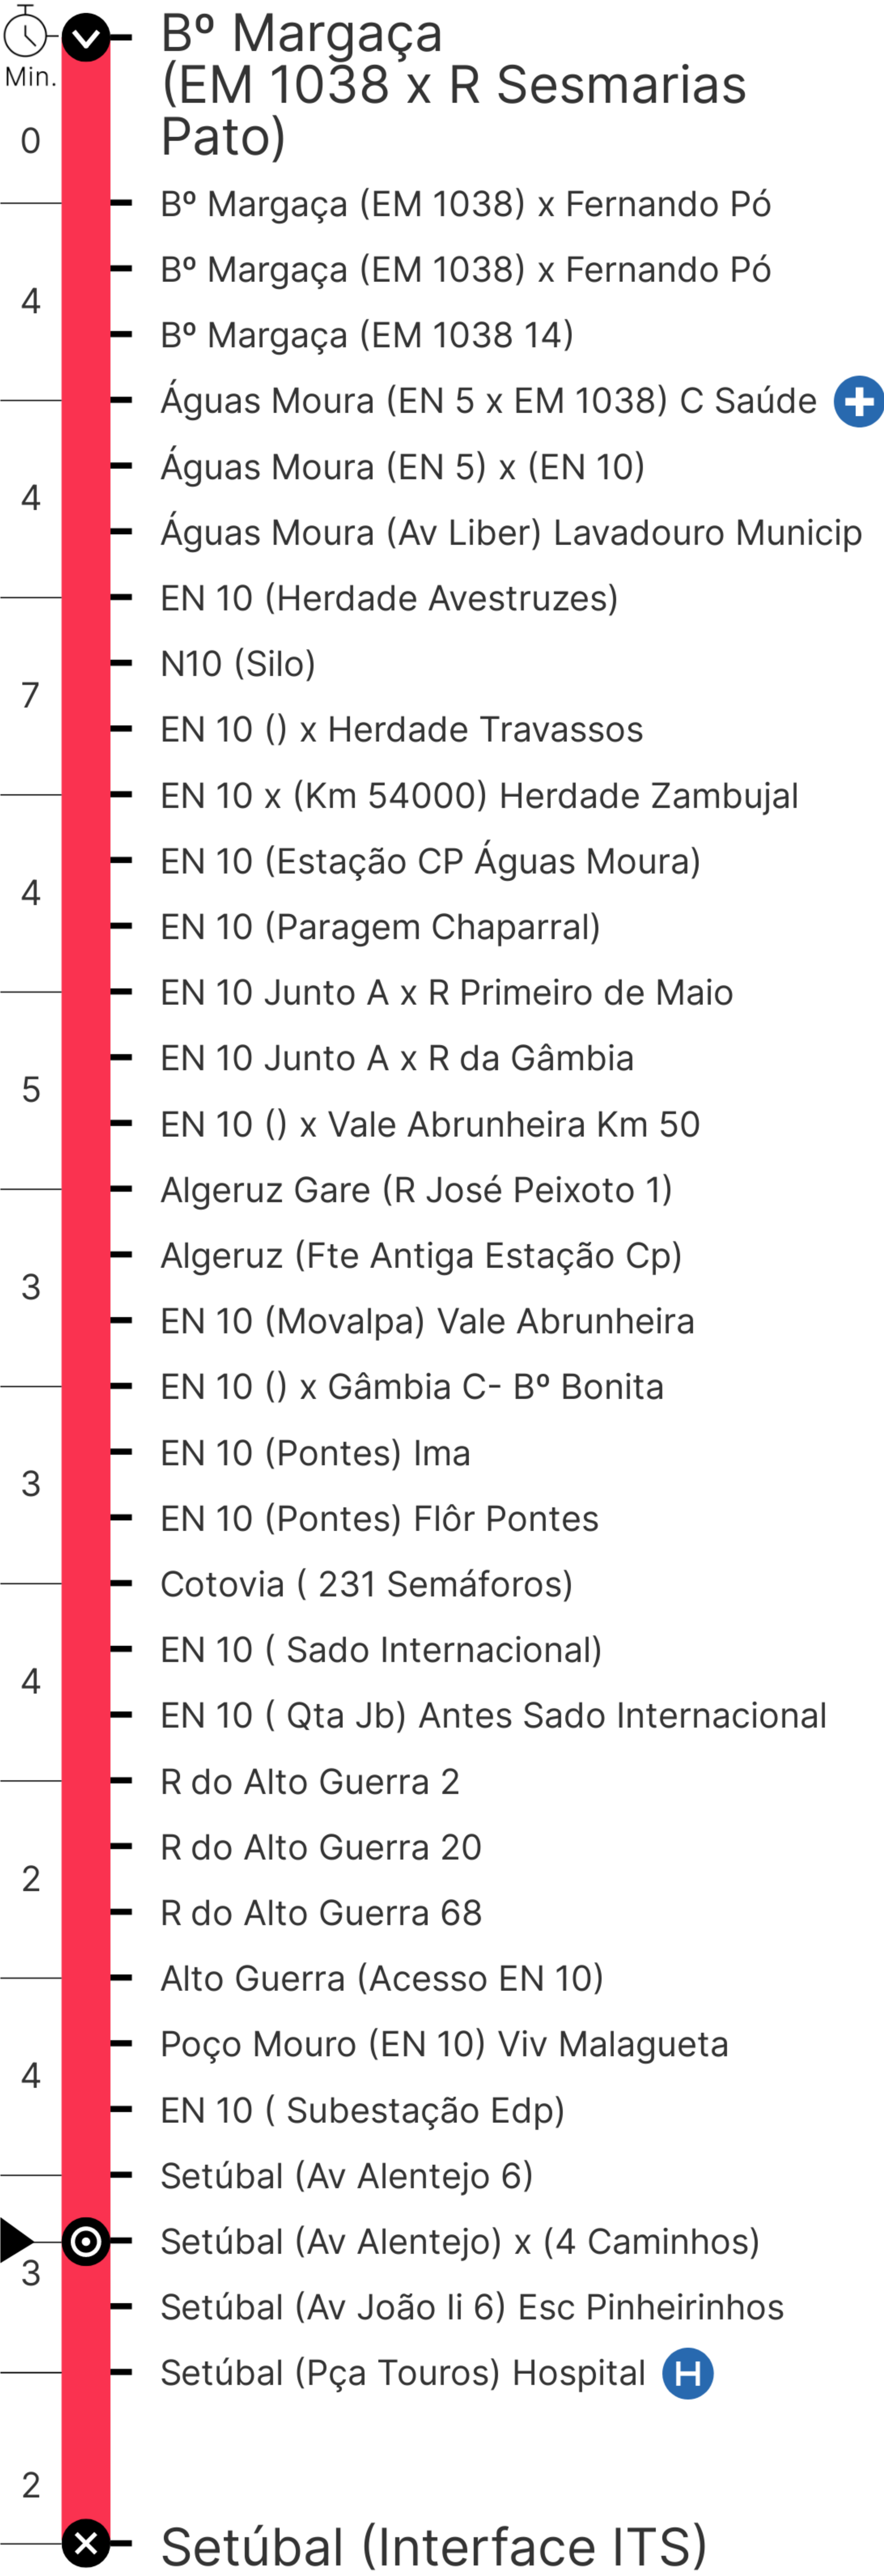 Bº Margaça
(EM 1038 x R Sesmarias
Pato)
Min.
0
Bº Margaça (EM 1038) x Fernando Pó
Bº Margaça (EM 1038) x Fernando Pó
4
Bº Margaça (EM 1038 14)
Águas Moura (EN 5 x EM 1038) C Saúde
Águas Moura (EN 5) x (EN 10)
4
Águas Moura (Av Liber) Lavadouro Municip
EN 10 (Herdade Avestruzes)
N10 (Silo)
7
EN 10 () x Herdade Travassos
EN 10 x (Km 54000) Herdade Zambujal
EN 10 (Estação CP Águas Moura)
4
EN 10 (Paragem Chaparral)
EN 10 Junto A x R Primeiro de Maio
EN 10 Junto A x R da Gâmbia
5
EN 10 () x Vale Abrunheira Km 50
Algeruz Gare (R José Peixoto 1)
Algeruz (Fte Antiga Estação Cp)
3
EN 10 (Movalpa) Vale Abrunheira
EN 10 () x Gâmbia C- Bº Bonita
EN 10 (Pontes) Ima
3
EN 10 (Pontes) Flôr Pontes
Cotovia ( 231 Semáforos)
EN 10 ( Sado Internacional)
4
EN 10 ( Qta Jb) Antes Sado Internacional
R do Alto Guerra 2
R do Alto Guerra 20
2
R do Alto Guerra 68
Alto Guerra (Acesso EN 10)
Poço Mouro (EN 10) Viv Malagueta
4
EN 10 ( Subestação Edp)
Setúbal (Av Alentejo 6)
Setúbal (Av Alentejo) x (4 Caminhos)
3
Setúbal (Av João Ii 6) Esc Pinheirinhos
Setúbal (Pça Touros) Hospital H
2
Setúbal (Interface ITS)